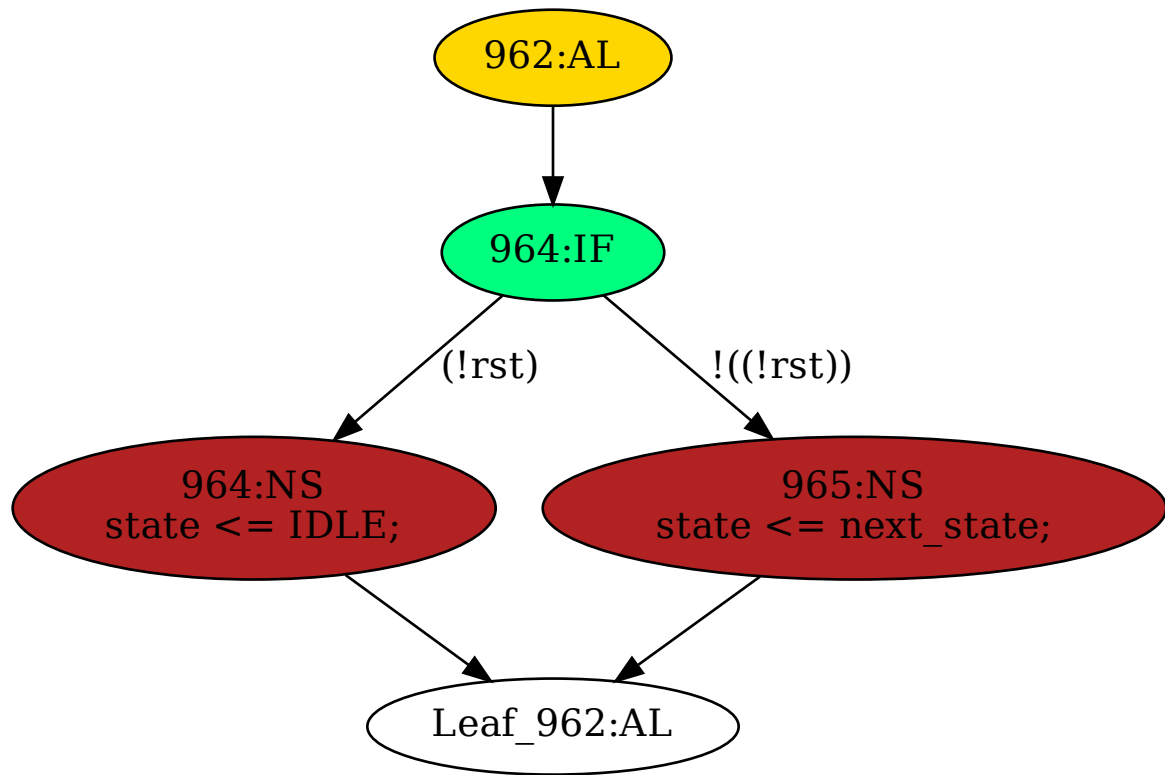 962:AL
964:IF
(!rst)
!((!rst))
964:NS
state <= IDLE;
965:NS
state <= next_state;
Leaf_962:AL